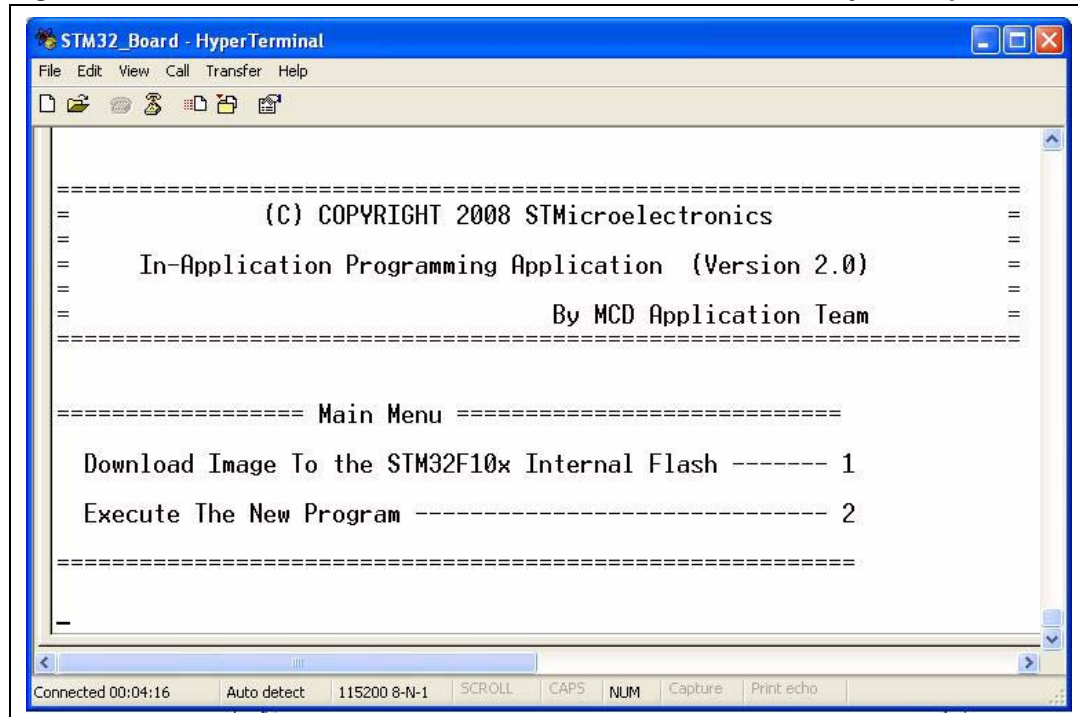 STM32_Board - HyperTerminal
File Edit View Call Transfer Help
======================================================================
= (C) COPYRIGHT 2008 STMicroelectronics =
= =
= In-Application Programming Application (Version 2.0) =
= =
= By MCD Application Team =
======================================================================
================== Main Menu ============================
Download Image To the STM32F10x Internal Flash ------- 1
Execute The New Program ------------------------------ 2
==========================================================
Connected 00:04:16 Auto detect 115200 8-N-1 SCROLL CAPS NUM Capture Print echo